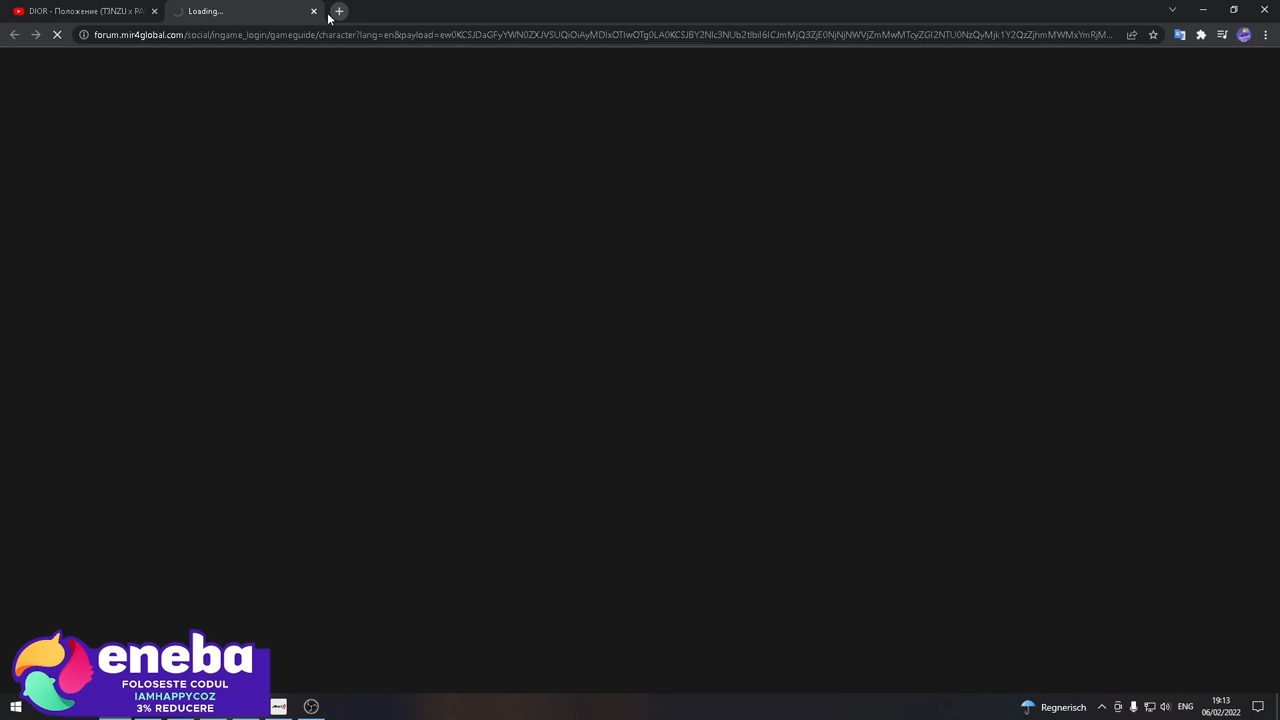 DIOR - Положение (T3NZU x PA
Loading...
forum.mir4global.com/social/ingame_login/gameguide/character?lang=en&payload=
eneba
FOLOSESTE CODUL
IAMHAPPYCOZ
3% REDUCERE
Regnerisch
ENG
19:13
06/02/2022